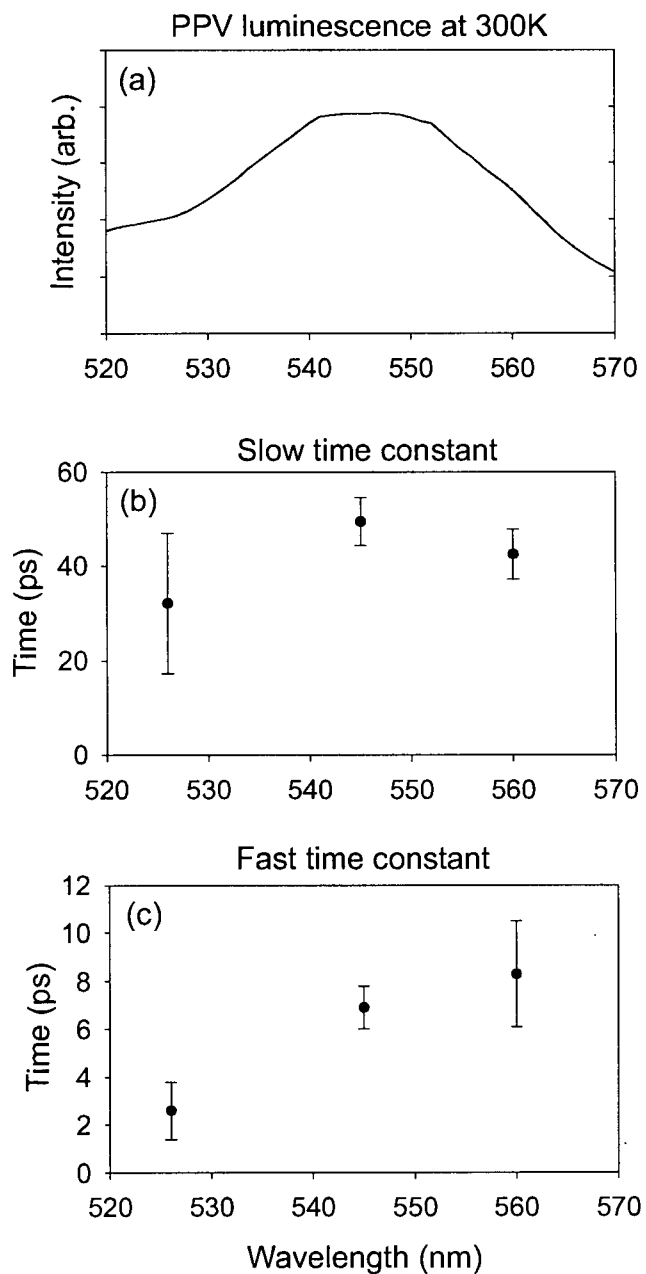 PPV luminescence at 300K
(a)
Intensity (arb.)
520 530 540 550 560 570
Slow time constant
(b)
Time (ps)
60
40
20
0
520 530 540 550 560 570
Fast time constant
(c)
Time (ps)
12
10
8
6
4
2
0
520 530 540 550 560 570
Wavelength (nm)